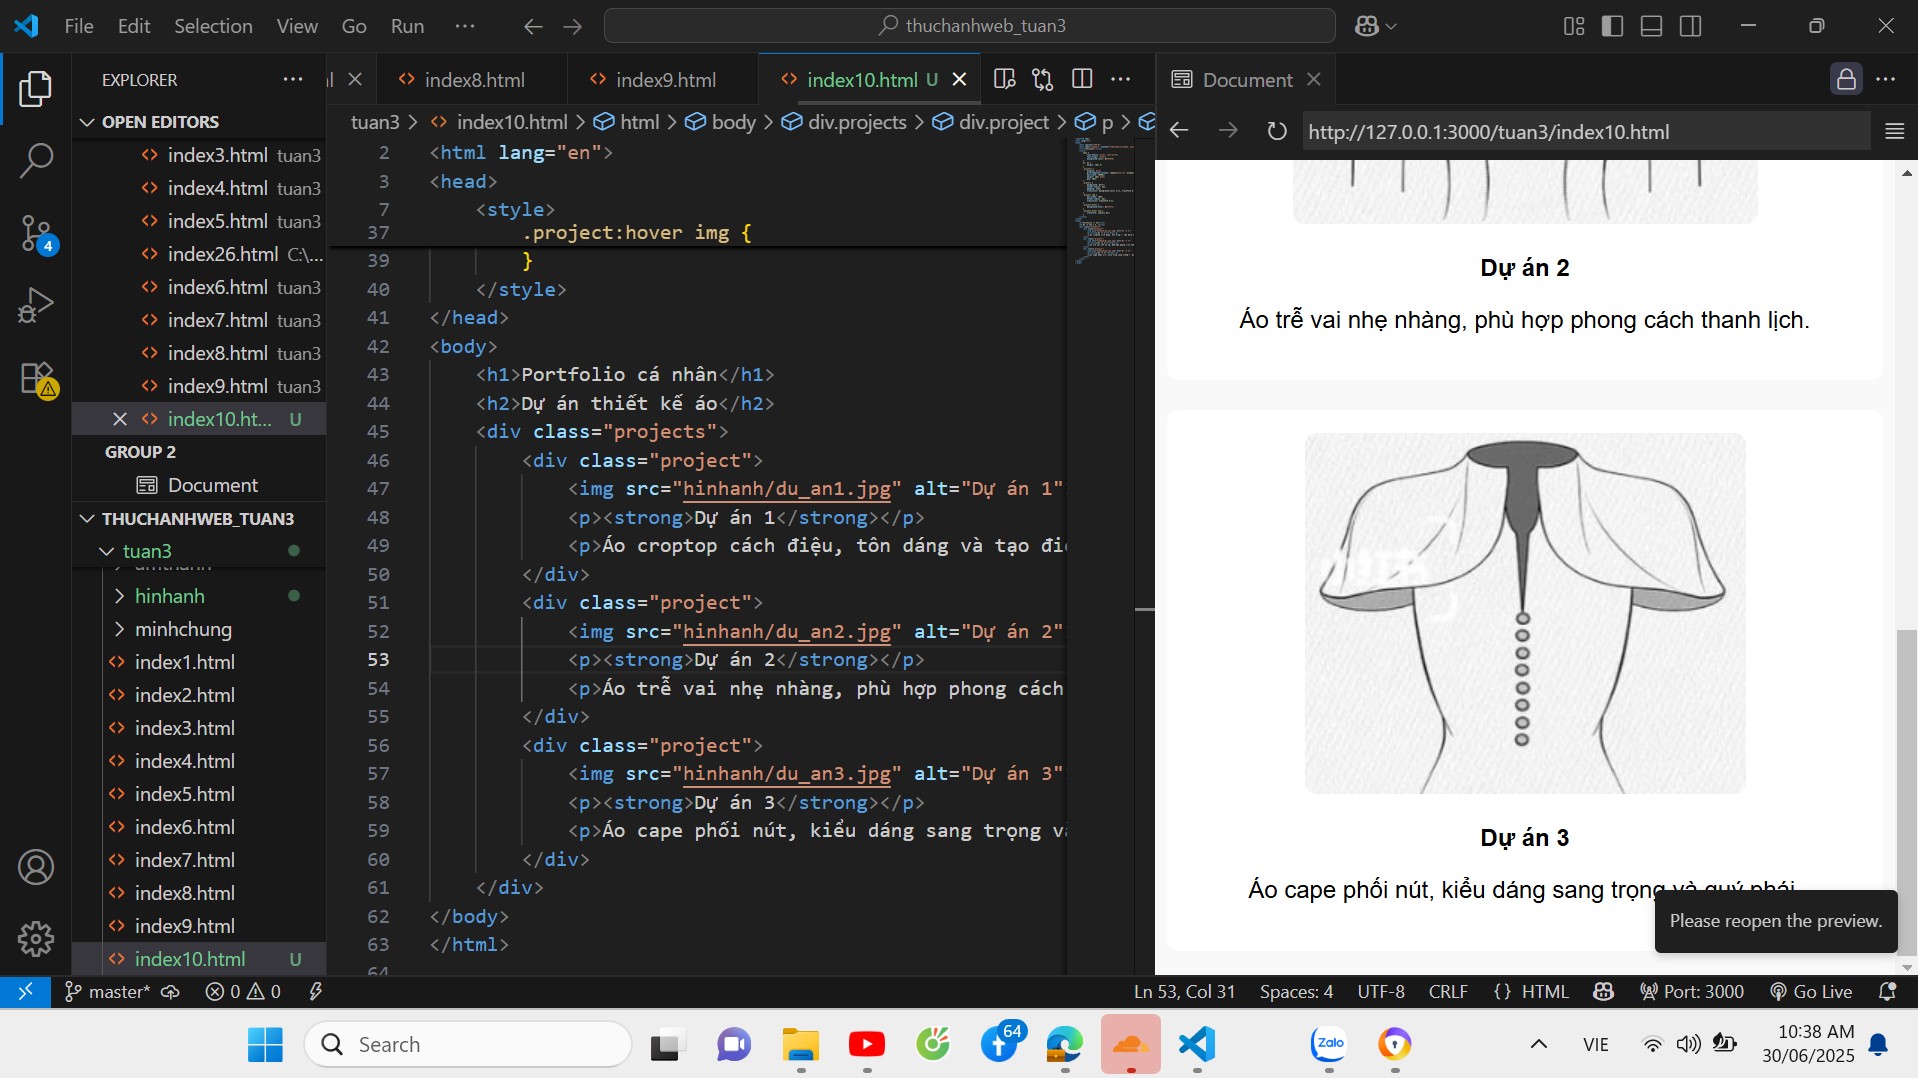 File Edit Selection View Go Run ··· thuchanhweb_tuan3
EXPLORER ···
OPEN EDITORS
index3.html tuan3
index4.html tuan3
index5.html tuan3
index26.html C:\...
index6.html tuan3
index7.html tuan3
index8.html tuan3
index9.html tuan3
index10.ht... U
GROUP 2
Document
THUCHANHWEB_TUAN3
tuan3
hinhanh
minhchung
index1.html
index2.html
index3.html
index4.html
index5.html
index6.html
index7.html
index8.html
index9.html
index10.html U
index8.html index9.html index10.html U
tuan3 > index10.html > html > body > div.projects > div.project > p >
2 <html lang="en">
3 <head>
7 <style>
37 .project:hover img {
39 }
40 </style>
41 </head>
42 <body>
43 <h1>Portfolio cá nhân</h1>
44 <h2>Dự án thiết kế áo</h2>
45 <div class="projects">
46 <div class="project">
47 <img src="hinhanh/du_an1.jpg" alt="Dự án 1"
48 <p><strong>Dự án 1</strong></p>
49 <p>Áo croptop cách điệu, tôn dáng và tạo
50 </div>
51 <div class="project">
52 <img src="hinhanh/du_an2.jpg" alt="Dự án 2"
53 <p><strong>Dự án 2</strong></p>
54 <p>Áo trễ vai nhẹ nhàng, phù hợp phong cách
55 </div>
56 <div class="project">
57 <img src="hinhanh/du_an3.jpg" alt="Dự án 3"
58 <p><strong>Dự án 3</strong></p>
59 <p>Áo cape phối nút, kiểu dáng sang trọng
60 </div>
61 </div>
62 </body>
63 </html>
64
Document
http://127.0.0.1:3000/tuan3/index10.html
Dự án 2
Áo trễ vai nhẹ nhàng, phù hợp phong cách thanh lịch.
Dự án 3
Áo cape phối nút, kiểu dáng sang trọng và quý phái
Please reopen the preview.
4
master* 0 0 Ln 53, Col 31 Spaces: 4 UTF-8 CRLF {} HTML Port: 3000 Go Live
Search 64 Zalo VIE 10:38 AM
30/06/2025